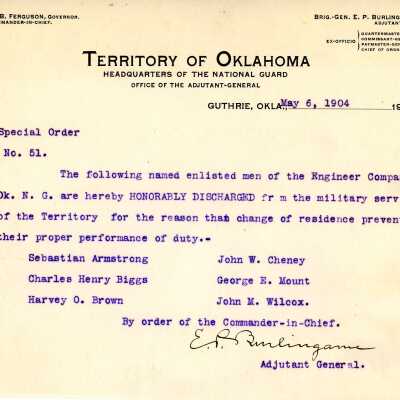 B. FERGUSON, GOVERNOR.
MANDER-IN-CHIEF.
BRIG.-GEN. E. P. BURLING
ADJUTANT
EX-OFFICIO
QUARTERMASTE
COMMISSARY-GE
PAYMASTER-GENE
CHIEF OF ORDN
TERRITORY OF OKLAHOMA
HEADQUARTERS OF THE NATIONAL GUARD
OFFICE OF THE ADJUTANT-GENERAL
GUTHRIE, OKLA., May 6, 1904 19
Special Order
No. 51.
The following named enlisted men of the Engineer Compa
Ok. N. G. are hereby HONORABLY DISCHARGED fr m the military serv
of the Territory for the reason that change of residence preven
their proper performance of duty.-
Sebastian Armstrong John W. Cheney
Charles Henry Biggs George E. Mount
Harvey O. Brown John M. Wilcox.
By order of the Commander-in-Chief.
E. P. Burlingame
Adjutant General.